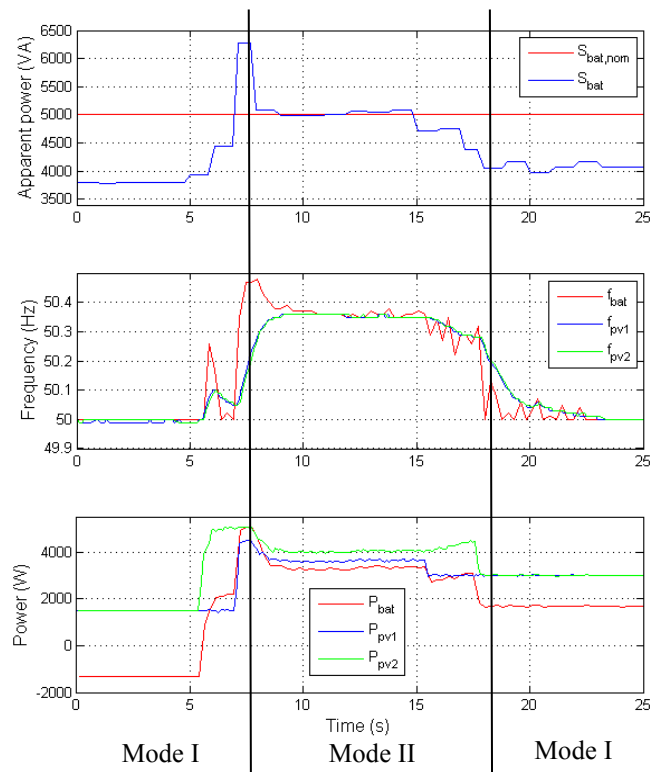 6500
6000
5500
5000
4500
4000
3500
Apparent power (VA)
S_bat,nom
S_bat
0 5 10 15 20 25
50.4
50.3
50.2
50.1
50
49.9
Frequency (Hz)
f_bat
f_pv1
f_pv2
0 5 10 15 20 25
4000
2000
0
-2000
Power (W)
P_bat
P_pv1
P_pv2
0 5 10 15 20 25
Time (s)
Mode I Mode II Mode I